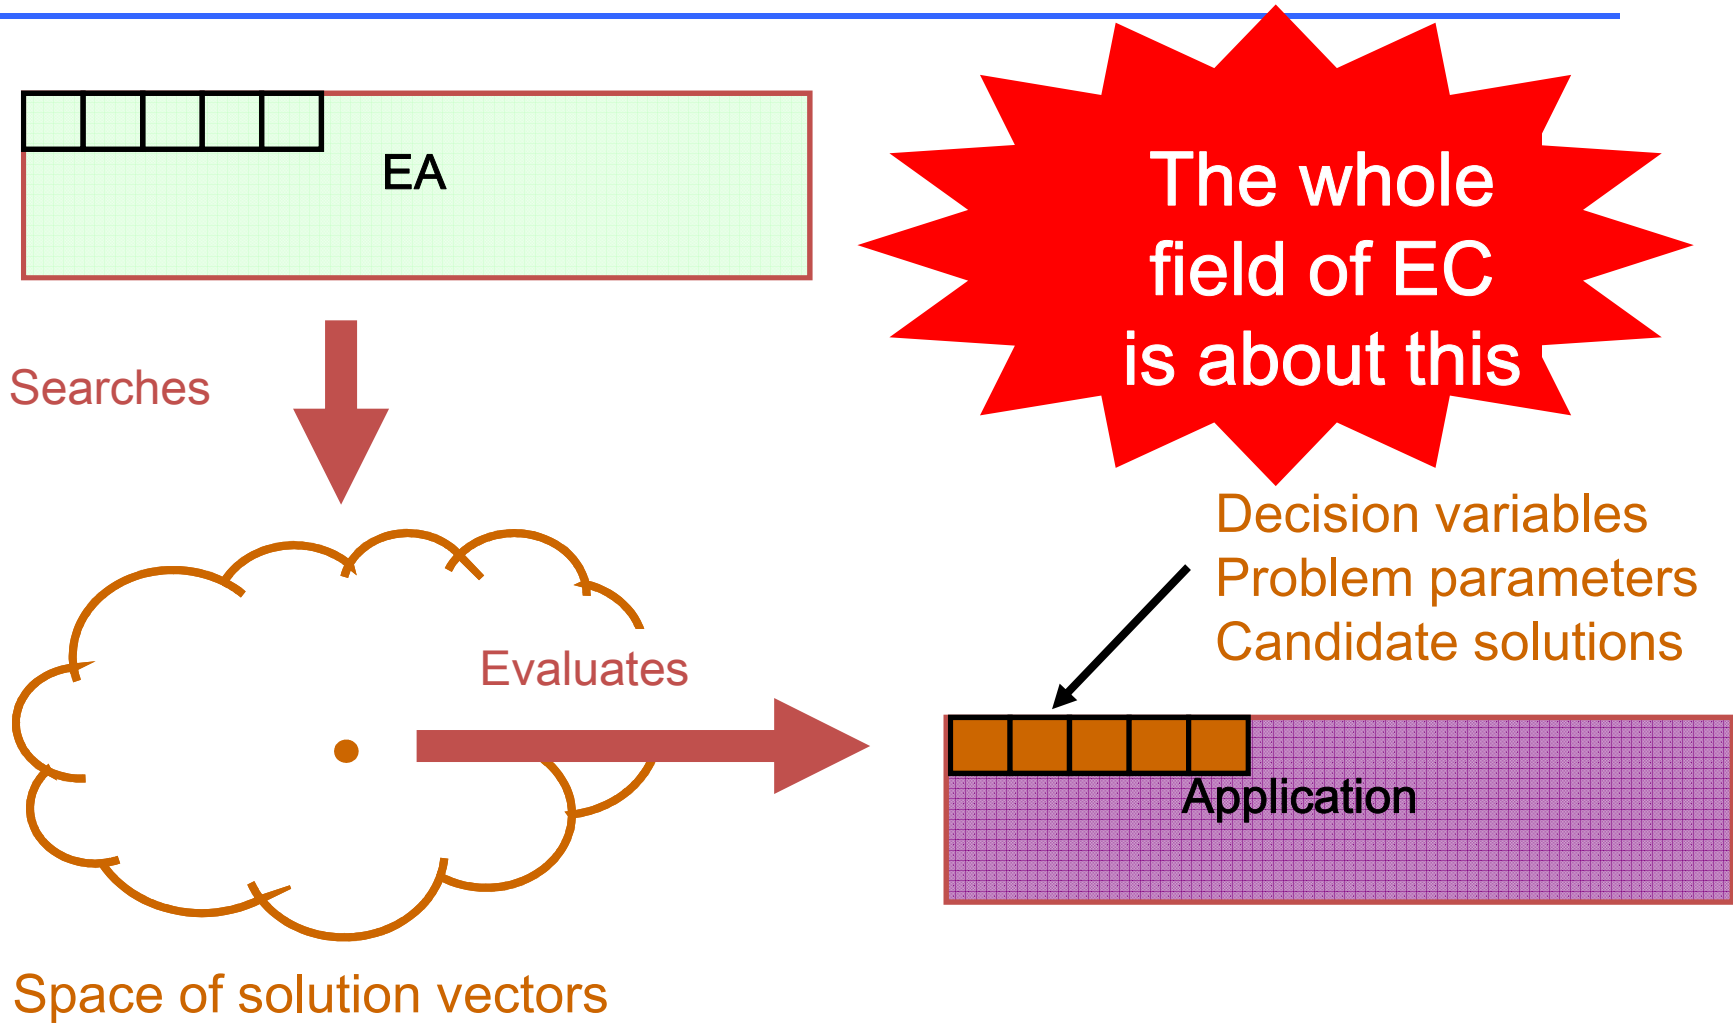 EA
The whole
field of EC
is about this
Searches
Decision variables
Problem parameters
Candidate solutions
Evaluates
Application
Space of solution vectors